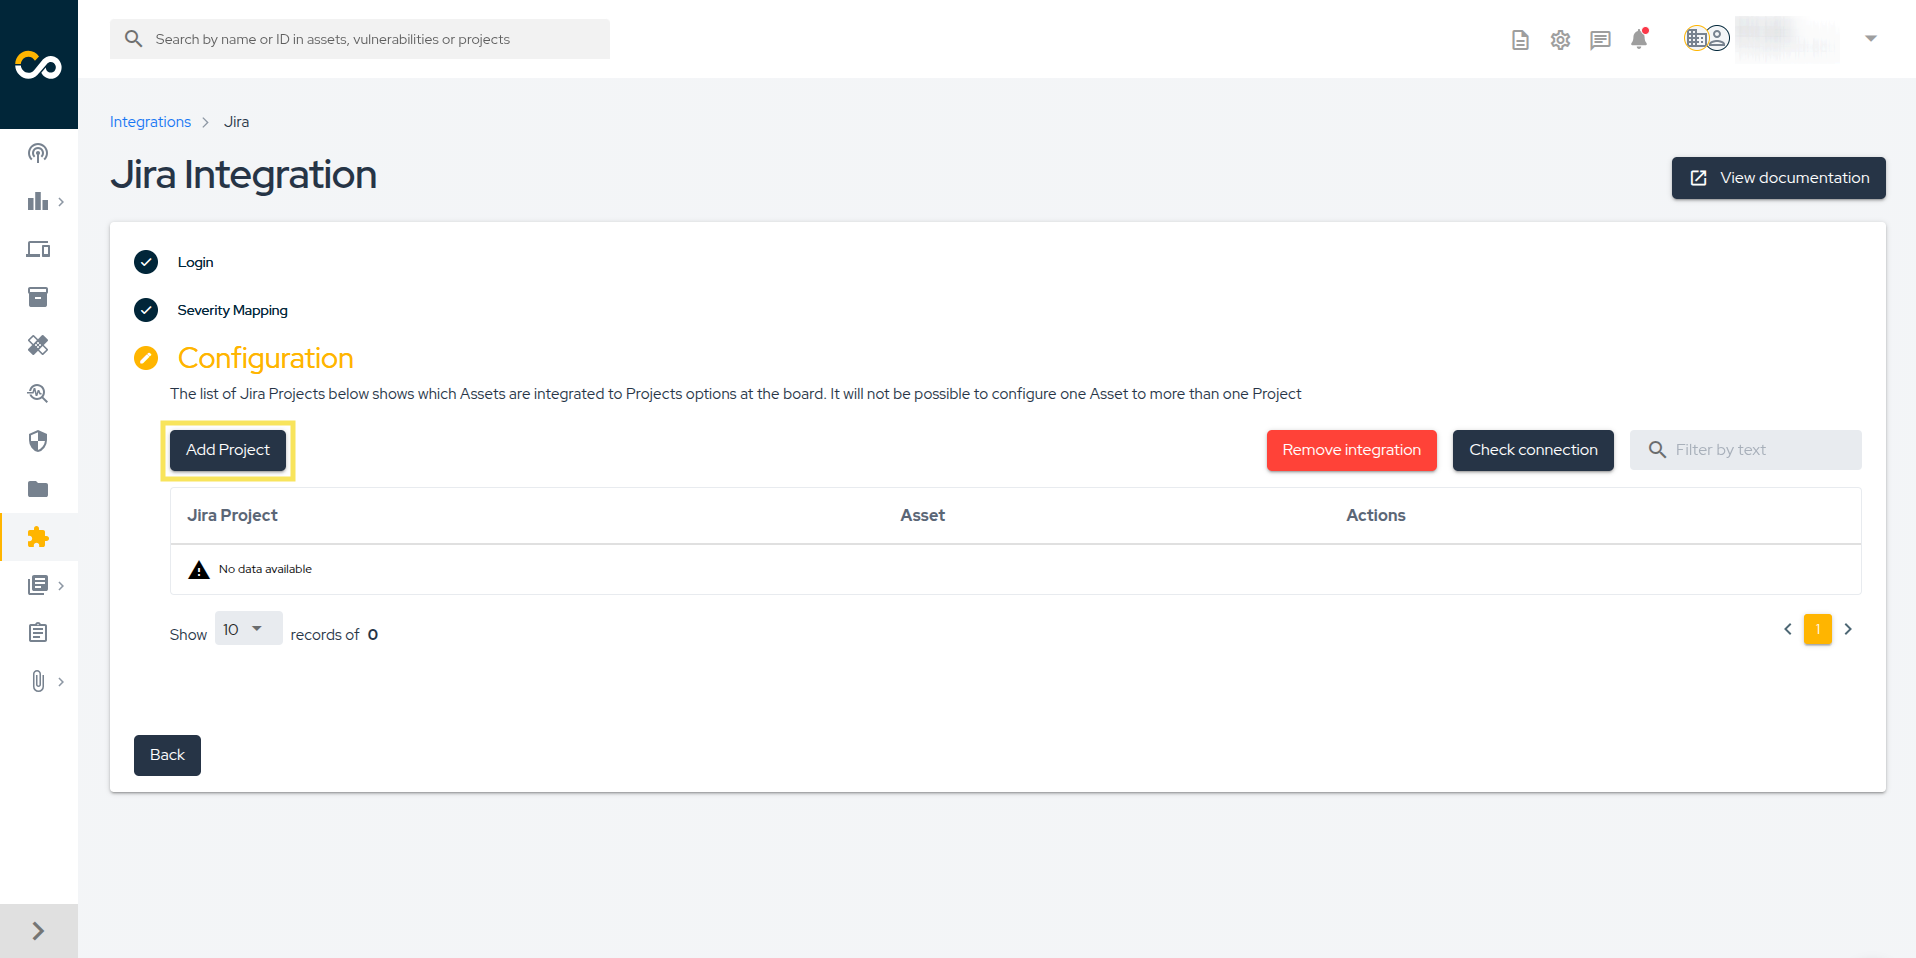 Search by name or ID in assets, vulnerabilities or projects
Integrations > Jira
Jira Integration
View documentation
Login
Severity Mapping
Configuration
The list of Jira Projects below shows which Assets are integrated to Projects options at the board. It will not be possible to configure one Asset to more than one Project
Add Project
Remove integration
Check connection
Filter by text
Jira Project Asset Actions
No data available
Show 10 records of 0
1
Back